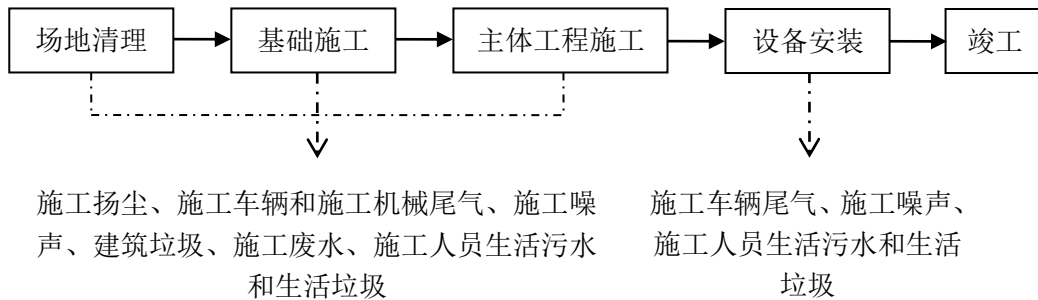 场地清理
基础施工
主体工程施工
设备安装
竣工
施工扬尘、施工车辆和施工机械尾气、施工噪
声、建筑垃圾、施工废水、施工人员生活污水
和生活垃圾
施工车辆尾气、施工噪声、
施工人员生活污水和生活
垃圾